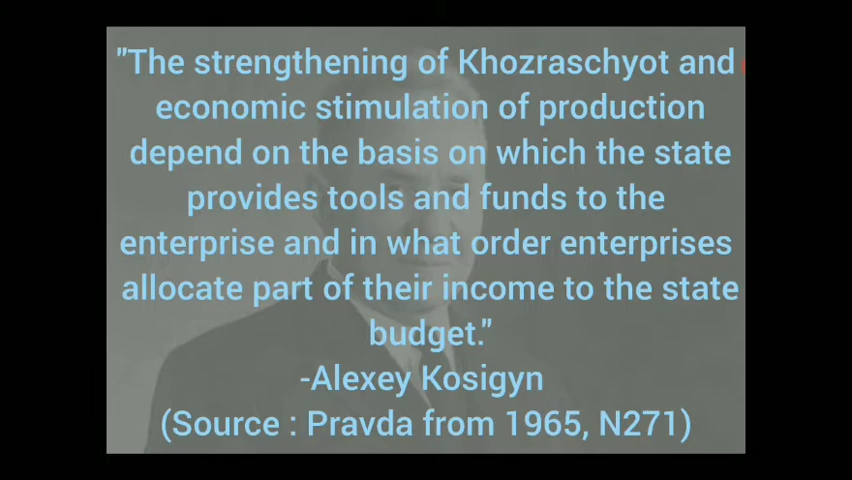 "The strengthening of Khozraschyot and
economic stimulation of production
depend on the basis on which the state
provides tools and funds to the
enterprise and in what order enterprises
allocate part of their income to the state
budget."
-Alexey Kosigyn
(Source : Pravda from 1965, N271)